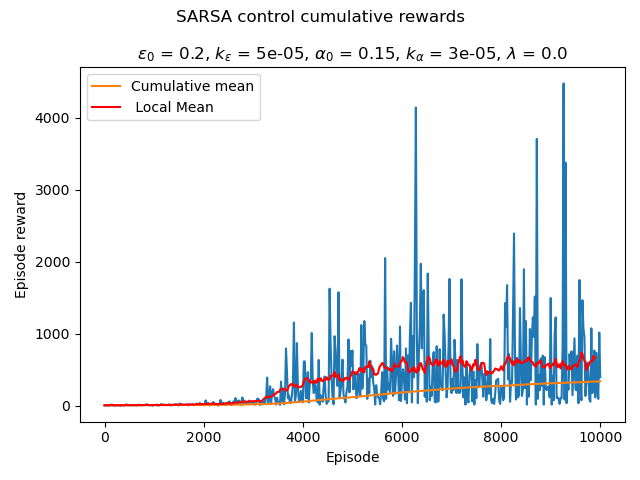 SARSA control cumulative rewards
ε₀ = 0.2, kε = 5e-05, α₀ = 0.15, kα = 3e-05, λ = 0.0
Cumulative mean
Local Mean
Episode reward
4000
3000
2000
1000
0
0 2000 4000 6000 8000 10000
Episode